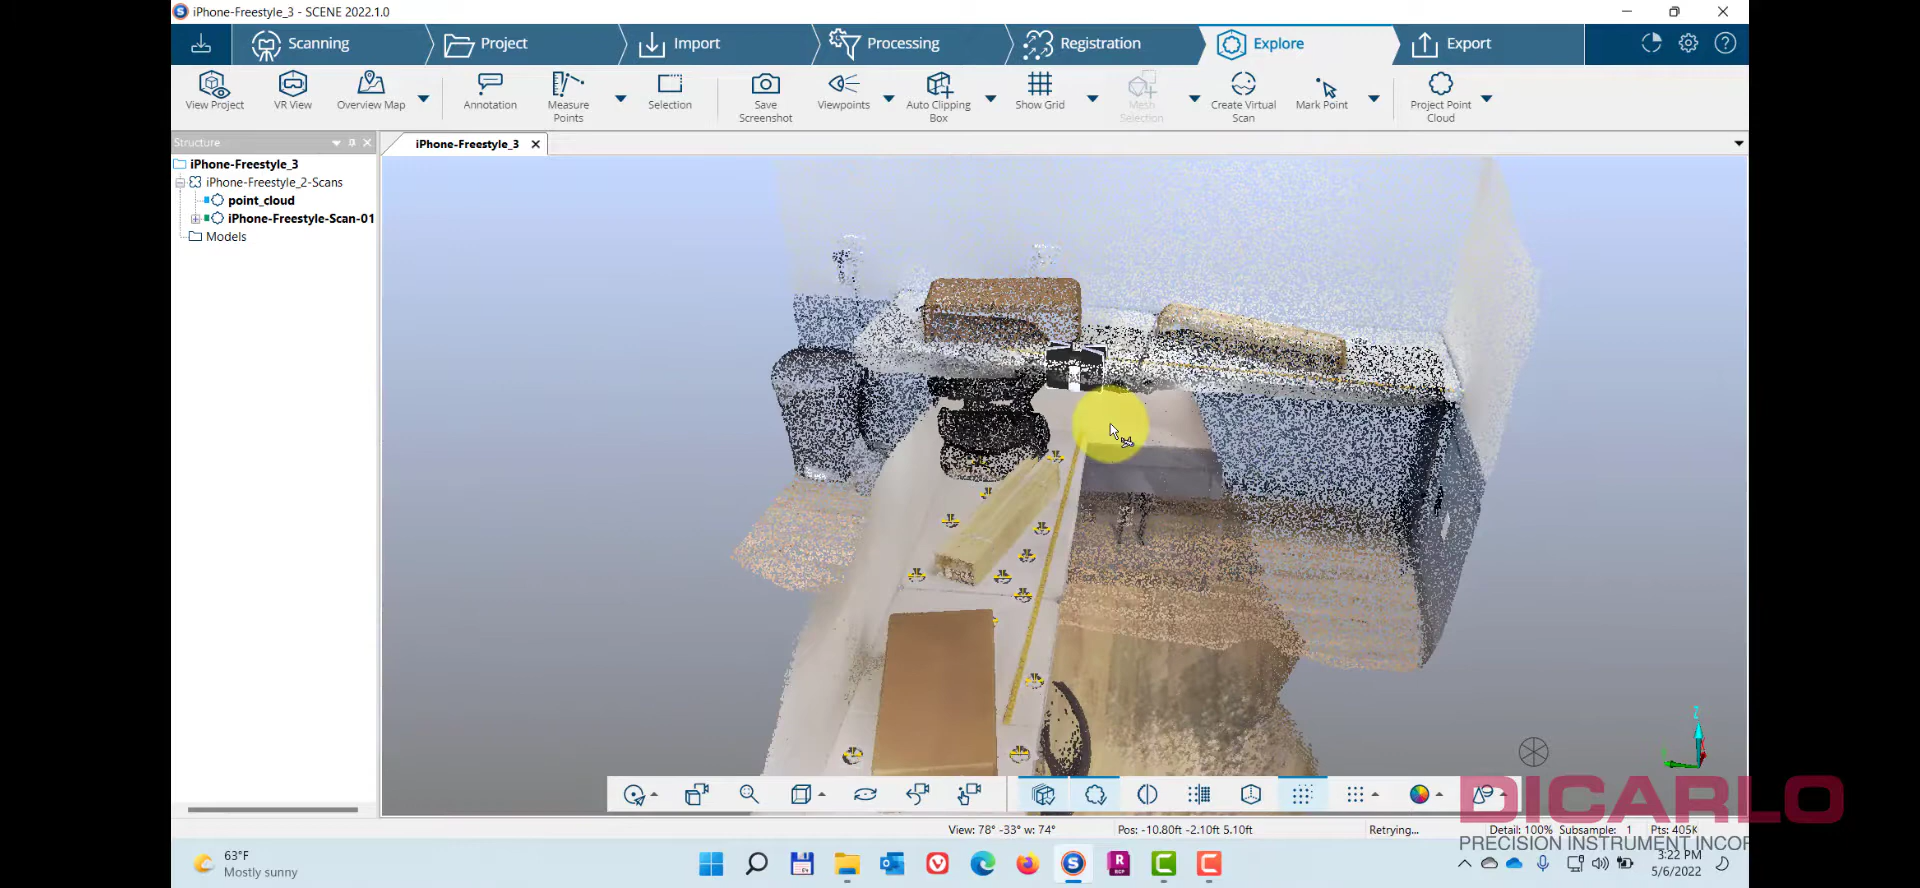 iPhone-Freestyle_3 - SCENE 2022.1.0
Scanning Project Import Processing Registration Explore Export
View Project VR View Overview Map Annotation Measure Points Selection Save Screenshot Viewpoints Auto Clipping Box Show Grid Mesh Selection Create Virtual Scan Mark Point Project Point Cloud
Structure
iPhone-Freestyle_3
iPhone-Freestyle_3
iPhone-Freestyle_2-Scans
point_cloud
iPhone-Freestyle-Scan-01
Models
DICARLO
PRECISION INSTRUMENT INCOR
View: 78° -33° w: 74° Pos: -10.80ft -2.10ft 5.10ft Retrying... Detail: 100% Subsample: 1 Pts: 405K
63°F
Mostly sunny
3:22 PM
5/6/2022